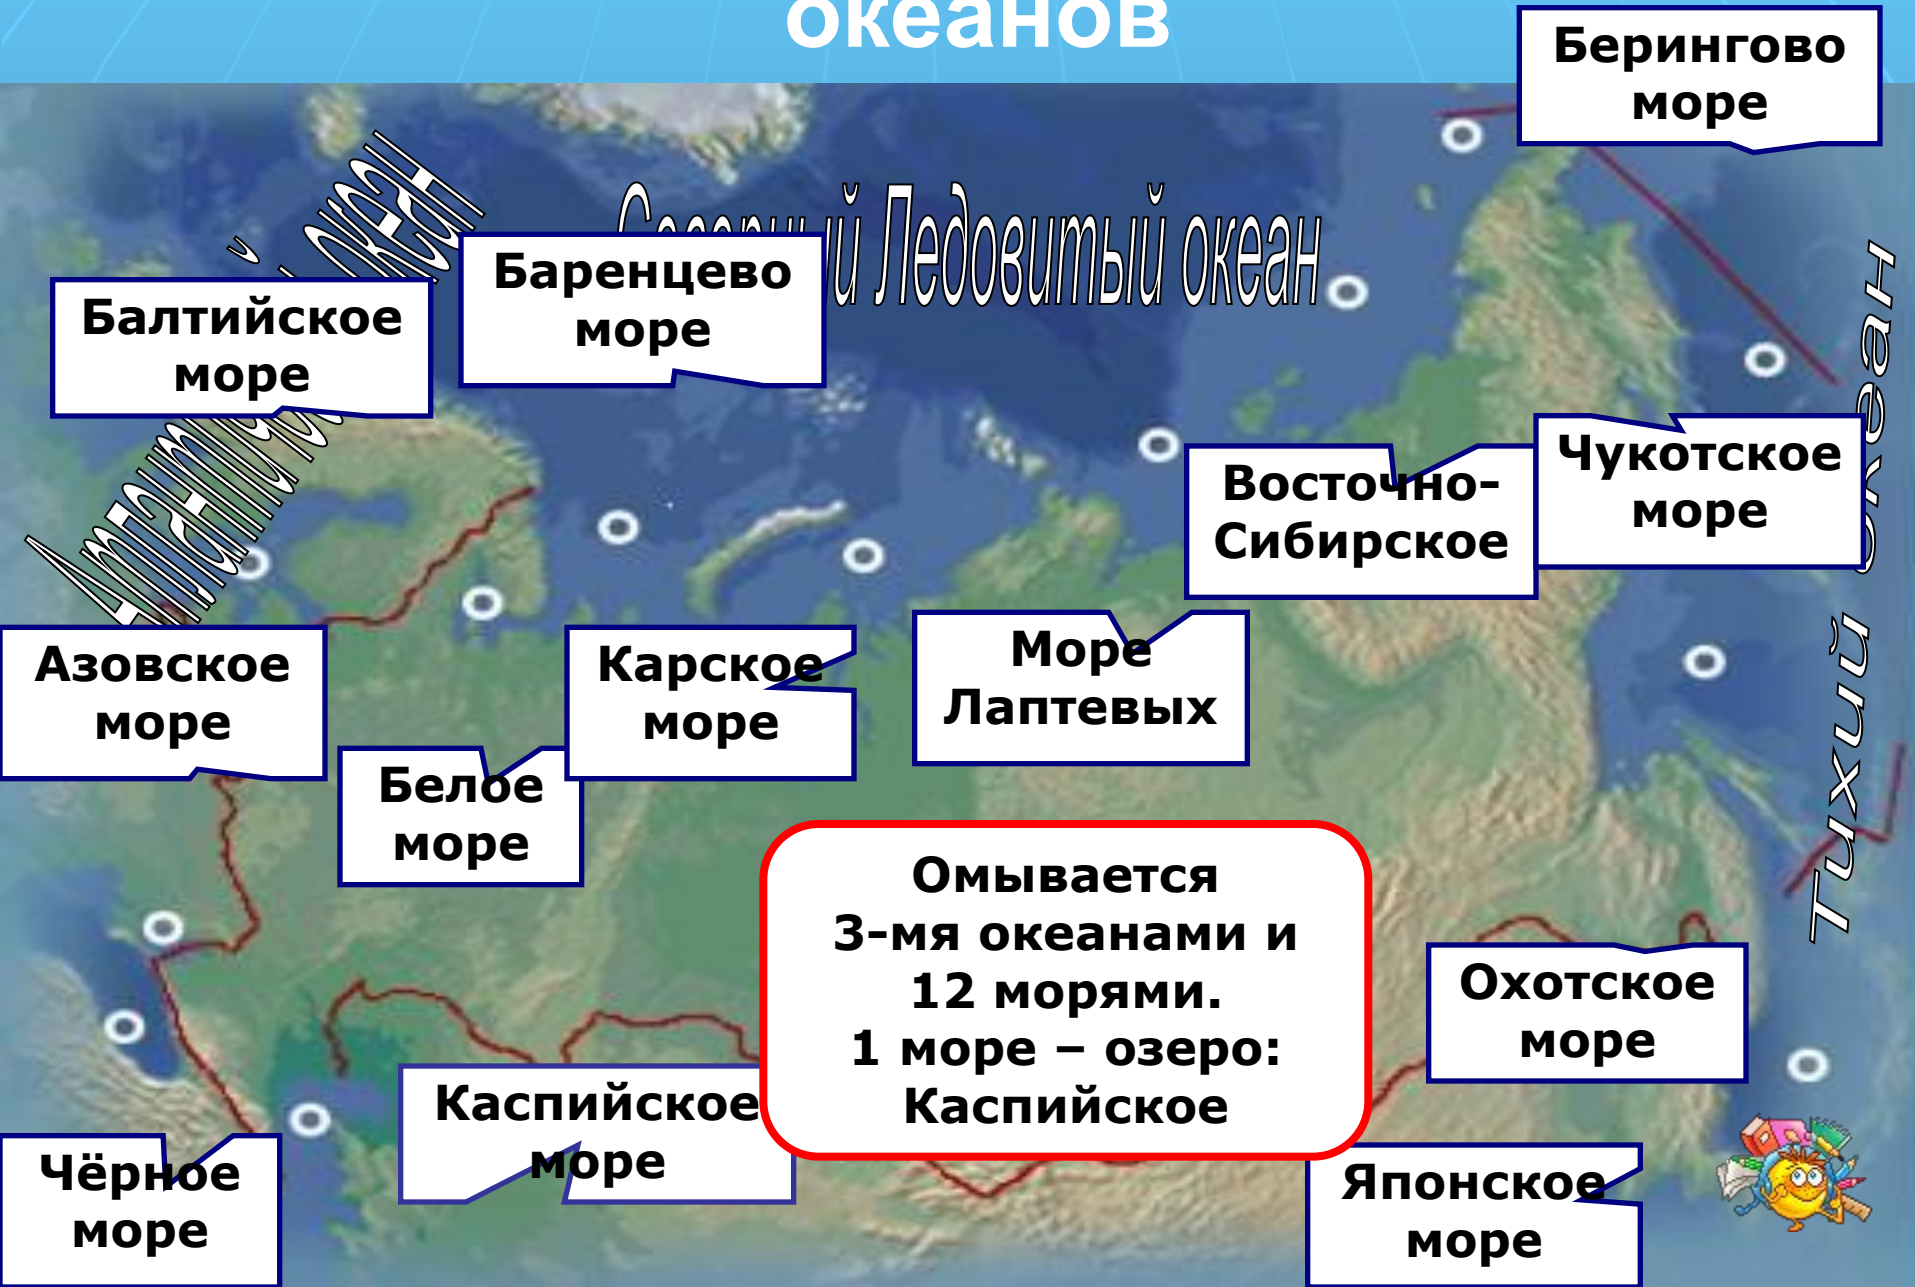 океанов
Берингово
море
Северный Ледовитый океан
океан
Баренцево
море
Балтийское
море
Тихий океан
Чукотское
море
Восточно-
Сибирское
Море
Лаптевых
Азовское
море
Карское
море
Белое
море
Омывается
3-мя океанами и
12 морями.
1 море – озеро:
Каспийское
Охотское
море
Каспийское
море
Чёрное
море
Японское
море